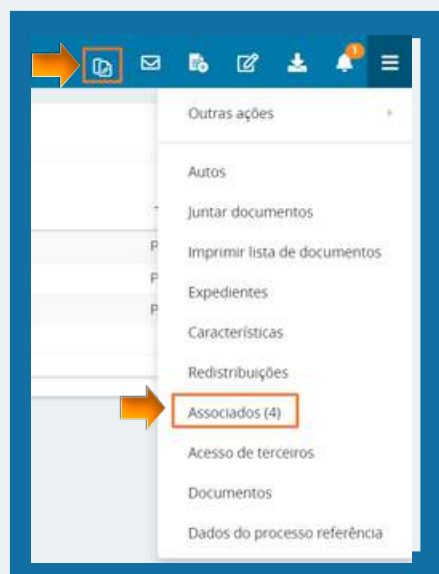 1
Outras ações
Autos
Juntar documentos
P
Imprimir lista de documentos
P
Expedientes
P
Características
Redistribuições
Associados (4)
Acesso de terceiros
Documentos
Dados do processo referência